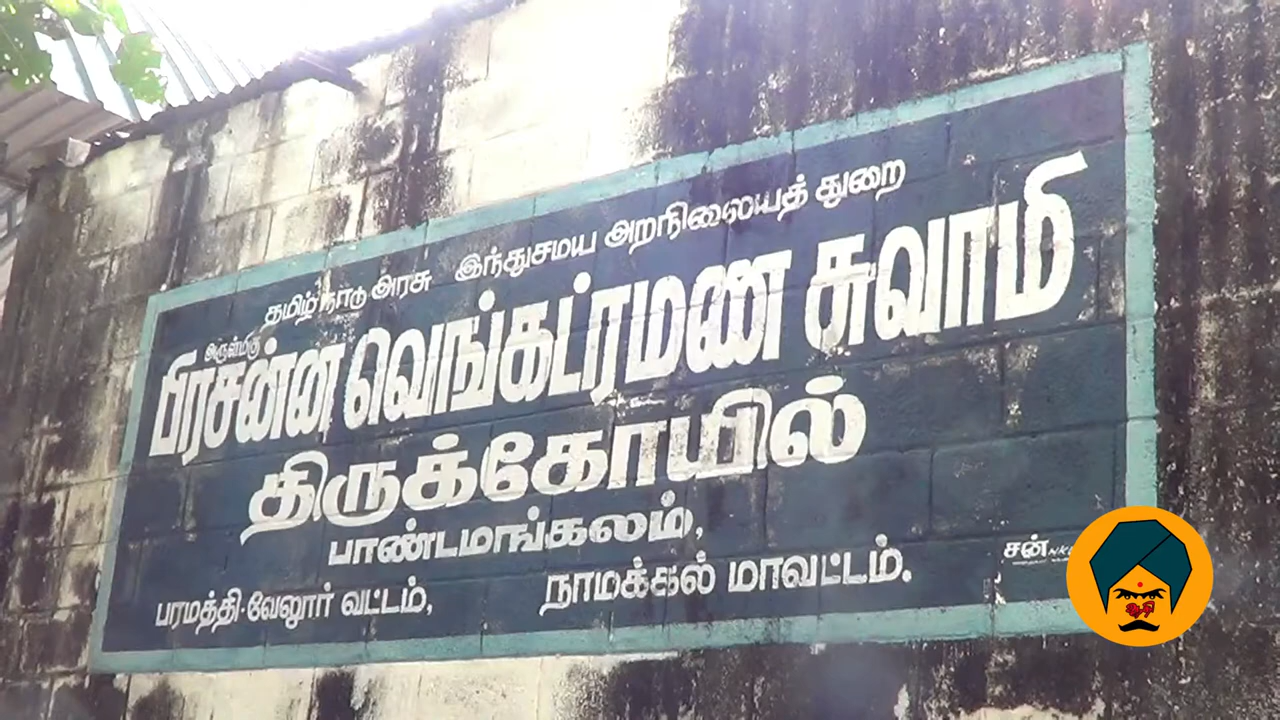 தமிழ் நாடு அரசு இந்துசமய அறநிலையத் துறை
அருள்மிகு
பிரசன்ன வெங்கட்ரமண சுவாமி
திருக்கோயில்
பாண்டமங்கலம்,
பரமத்தி-வேலூர் வட்டம், நாமக்கல் மாவட்டம்.
சன்